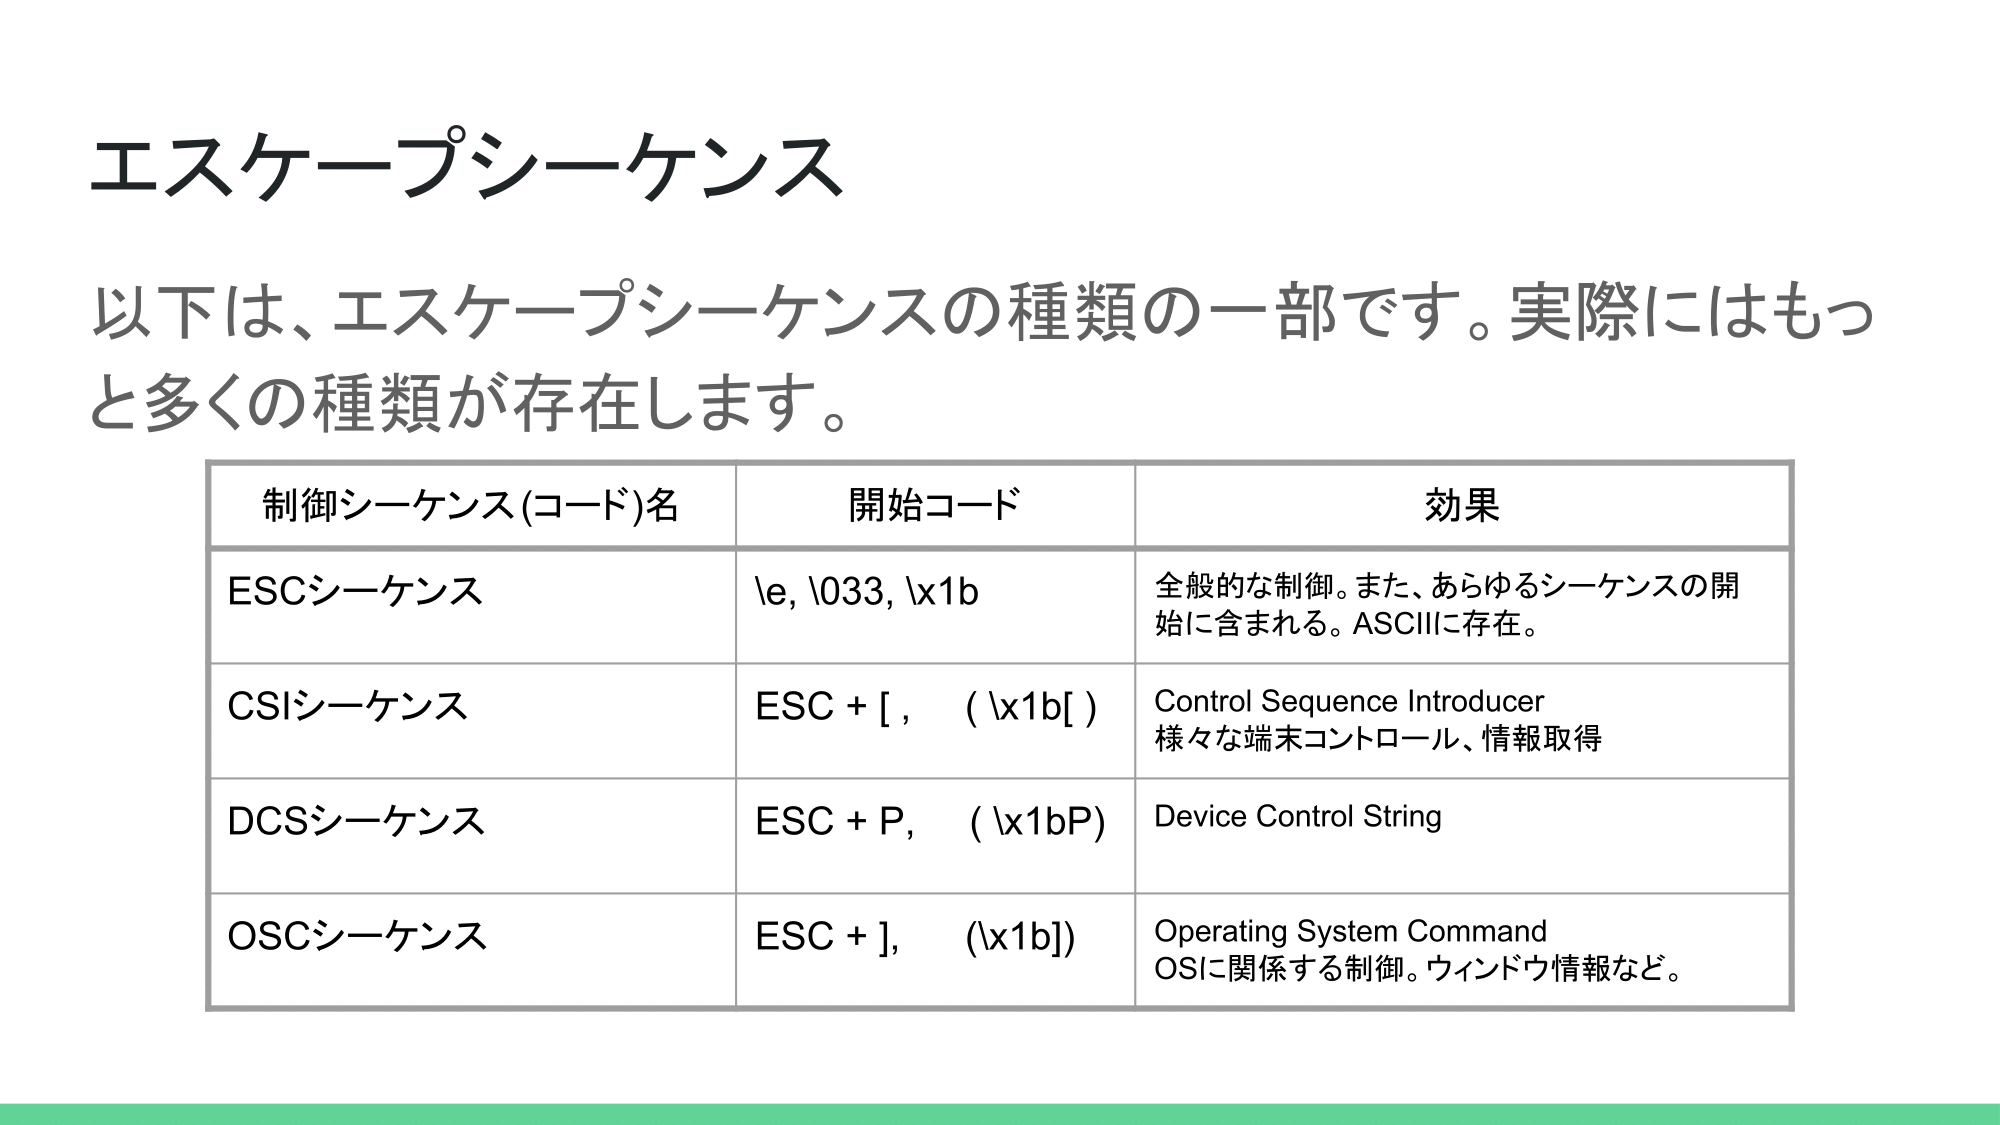 エスケープシーケンス
以下は、エスケープシーケンスの種類の一部です。実際にはもっ
と多くの種類が存在します。
制御シーケンス(コード)名 開始コード 効果
ESCシーケンス \e, \033, \x1b 全般的な制御。また、あらゆるシーケンスの開
始に含まれる。ASCIIに存在。
CSIシーケンス ESC + [ , ( \x1b[ ) Control Sequence Introducer
様々な端末コントロール、情報取得
DCSシーケンス ESC + P, ( \x1bP) Device Control String
OSCシーケンス ESC + ], (\x1b]) Operating System Command
OSに関係する制御。ウィンドウ情報など。